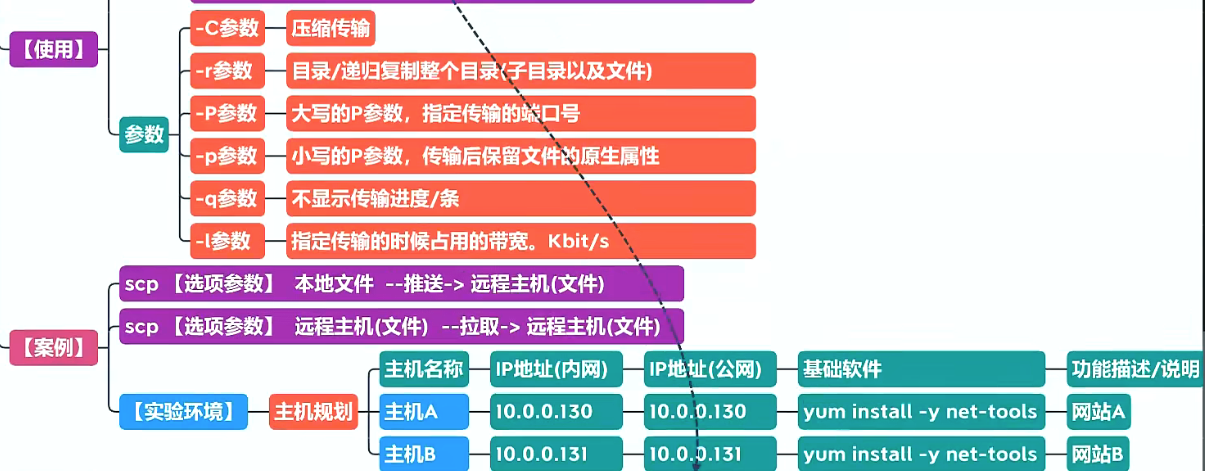 【使用】
参数
-C参数 压缩传输
-r参数 目录/递归复制整个目录(子目录以及文件)
-P参数 大写的P参数，指定传输的端口号
-p参数 小写的P参数，传输后保留文件的原生属性
-q参数 不显示传输进度/条
-l参数 指定传输的时候占用的带宽。Kbit/s
【案例】
scp 【选项参数】 本地文件 --推送-> 远程主机(文件)
scp 【选项参数】 远程主机(文件) --拉取-> 远程主机(文件)
【实验环境】
主机规划
主机名称 IP地址(内网) IP地址(公网) 基础软件 功能描述/说明
主机A 10.0.0.130 10.0.0.130 yum install -y net-tools 网站A
主机B 10.0.0.131 10.0.0.131 yum install -y net-tools 网站B